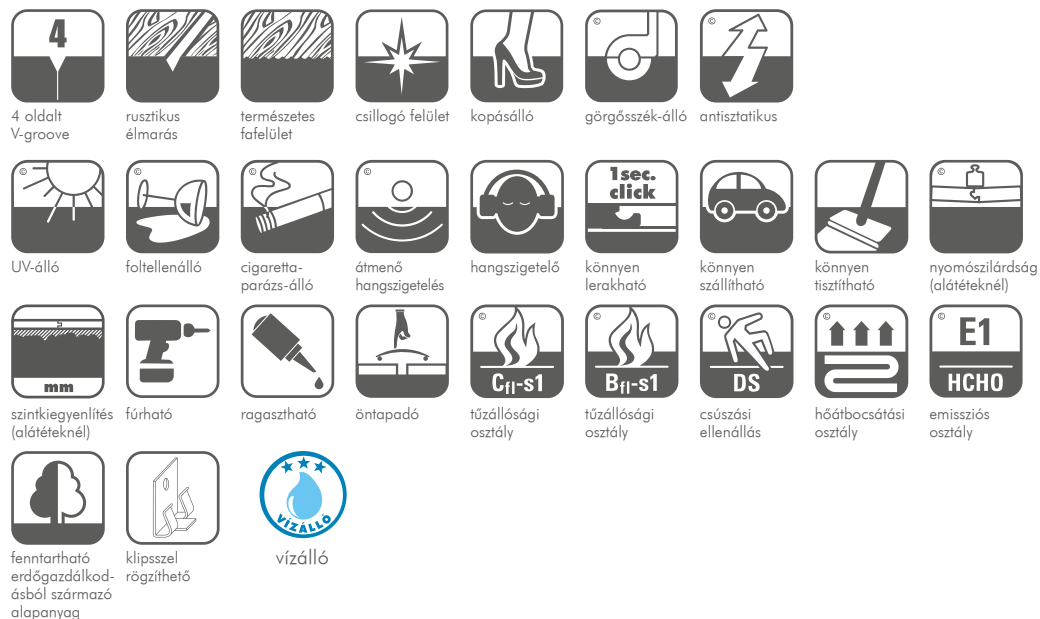 4
4 oldalt
V-groove
rusztikus
élmarás
természetes
fafelület
csillogó felület
kopásálló
©
görgősszék-álló
©
antisztatikus
©
UV-álló
©
foltellenálló
©
cigaretta-
parázs-álló
©
átmenő
hangszigetelés
hangszigetelő
1sec.
click
könnyen
lerakható
könnyen
szállítható
könnyen
tisztítható
©
nyomószilárdság
(alátéteknél)
mm
szintkiegyenlítés
(alátéteknél)
fúrható
ragasztható
öntapadó
©
Cfl-s1
tűzállósági
osztály
©
Bfl-s1
tűzállósági
osztály
©
DS
csúszási
ellenállás
©
hőátbocsátási
osztály
©
E1
HCHO
emissziós
osztály
fenntartható
erdőgazdálkod-
ásból származó
alapanyag
klipsszel
rögzíthető
VÍZÁLLÓ
vízálló